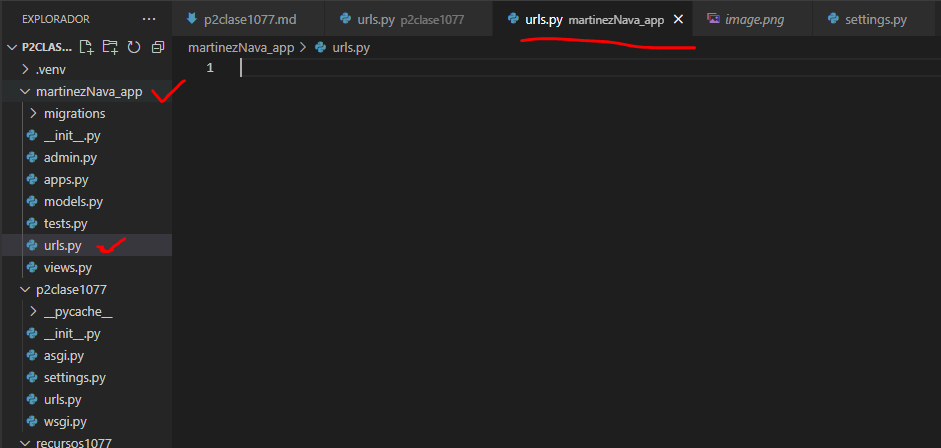 EXPLORADOR ...
P2CLAS...
.venv
martinezNava_app
migrations
__init__.py
admin.py
apps.py
models.py
tests.py
urls.py
views.py
p2clase1077
__pycache__
__init__.py
asgi.py
settings.py
urls.py
wsgi.py
recursos1077
p2clase1077.md urls.py p2clase1077 urls.py martinezNava_app image.png settings.py
martinezNava_app > urls.py
1